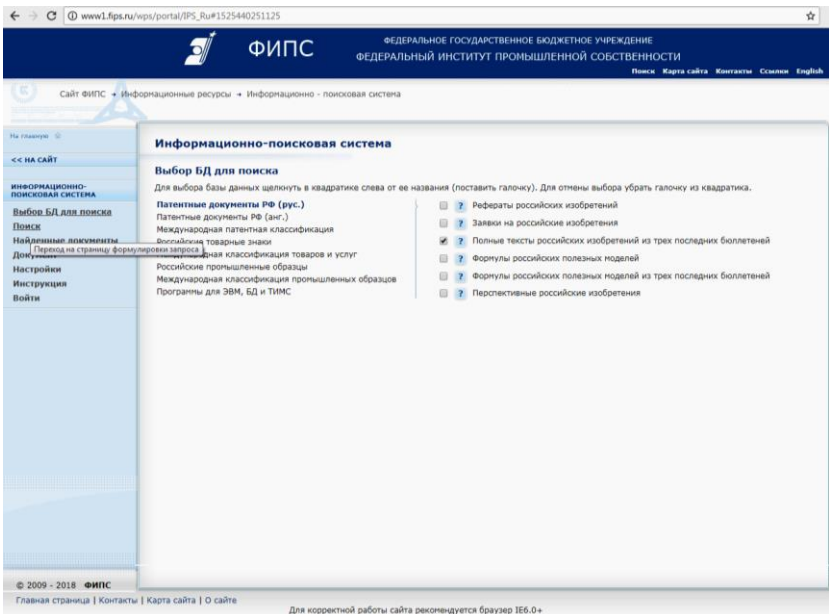 www1.fips.ru/wps/portal/IPS_Ru#1525440251125
ФИПС
ФЕДЕРАЛЬНОЕ ГОСУДАРСТВЕННОЕ БЮДЖЕТНОЕ УЧРЕЖДЕНИЕ
ФЕДЕРАЛЬНЫЙ ИНСТИТУТ ПРОМЫШЛЕННОЙ СОБСТВЕННОСТИ
Поиск Карта сайта Контакты Ссылки English
Сайт ФИПС → Информационные ресурсы → Информационно - поисковая система
На главную
<< НА САЙТ
ИНФОРМАЦИОННО-
ПОИСКОВАЯ СИСТЕМА
Выбор БД для поиска
Поиск
Найденные документы
Переход на страницу формулировки запроса
Документ
Настройки
Инструкция
Войти
Информационно-поисковая система
Выбор БД для поиска
Для выбора базы данных щелкнуть в квадратике слева от ее названия (поставить галочку). Для отмены выбора убрать галочку из квадратика.
Патентные документы РФ (рус.)
Патентные документы РФ (анг.)
Международная патентная классификация
Российские товарные знаки
Международная классификация товаров и услуг
Российские промышленные образцы
Международная классификация промышленных образцов
Программы для ЭВМ, БД и ТИМС
? Рефераты российских изобретений
? Заявки на российские изобретения
? Полные тексты российских изобретений из трех последних бюллетеней
? Формулы российских полезных моделей
? Формулы российских полезных моделей из трех последних бюллетеней
? Перспективные российские изобретения
© 2009 - 2018 ФИПС
Главная страница | Контакты | Карта сайта | О сайте
Для корректной работы сайта рекомендуется браузер IE6.0+